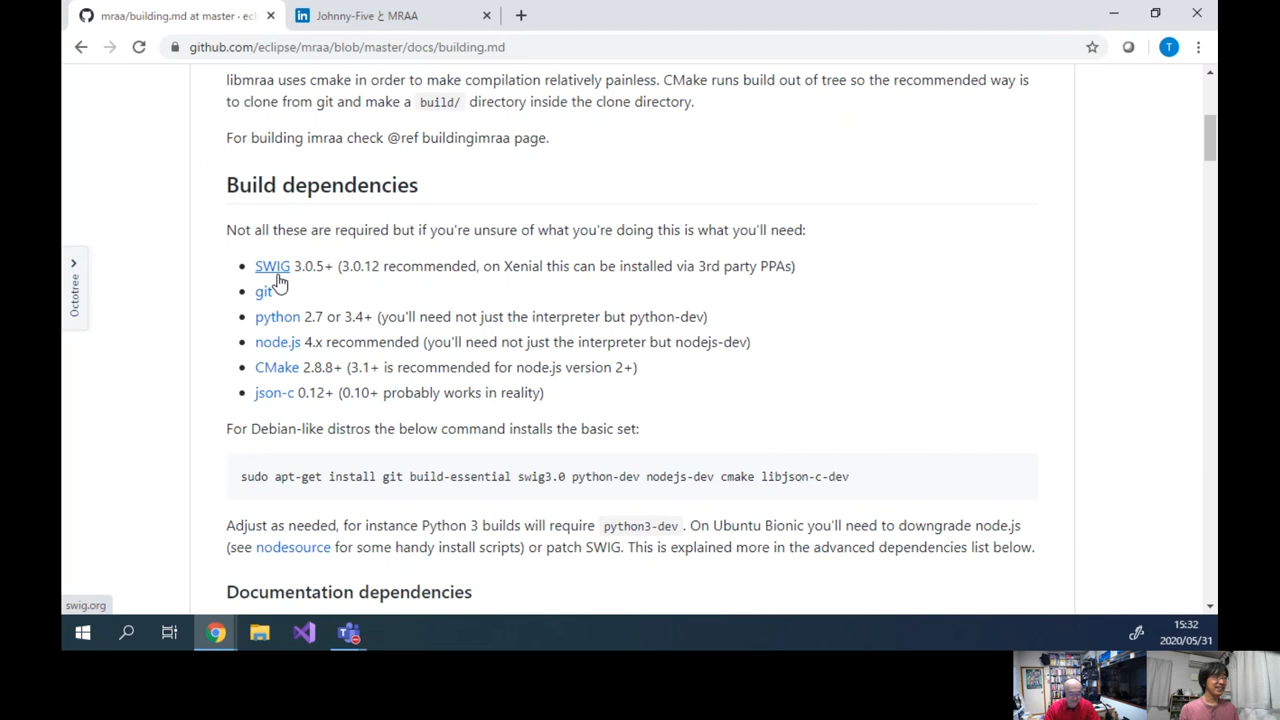 mraa/building.md at master · ecl
Johnny-Five と MRAA
github.com/eclipse/mraa/blob/master/docs/building.md
T
libmraa uses cmake in order to make compilation relatively painless. CMake runs build out of tree so the recommended way is
to clone from git and make a build/ directory inside the clone directory.
For building imraa check @ref buildingimraa page.
Build dependencies
Not all these are required but if you're unsure of what you're doing this is what you'll need:
SWIG 3.0.5+ (3.0.12 recommended, on Xenial this can be installed via 3rd party PPAs)
git
python 2.7 or 3.4+ (you'll need not just the interpreter but python-dev)
node.js 4.x recommended (you'll need not just the interpreter but nodejs-dev)
CMake 2.8.8+ (3.1+ is recommended for node.js version 2+)
json-c 0.12+ (0.10+ probably works in reality)
For Debian-like distros the below command installs the basic set:
sudo apt-get install git build-essential swig3.0 python-dev nodejs-dev cmake libjson-c-dev
Adjust as needed, for instance Python 3 builds will require python3-dev. On Ubuntu Bionic you'll need to downgrade node.js
(see nodesource for some handy install scripts) or patch SWIG. This is explained more in the advanced dependencies list below.
Documentation dependencies
Octotree
swig.org
15:32
2020/05/31